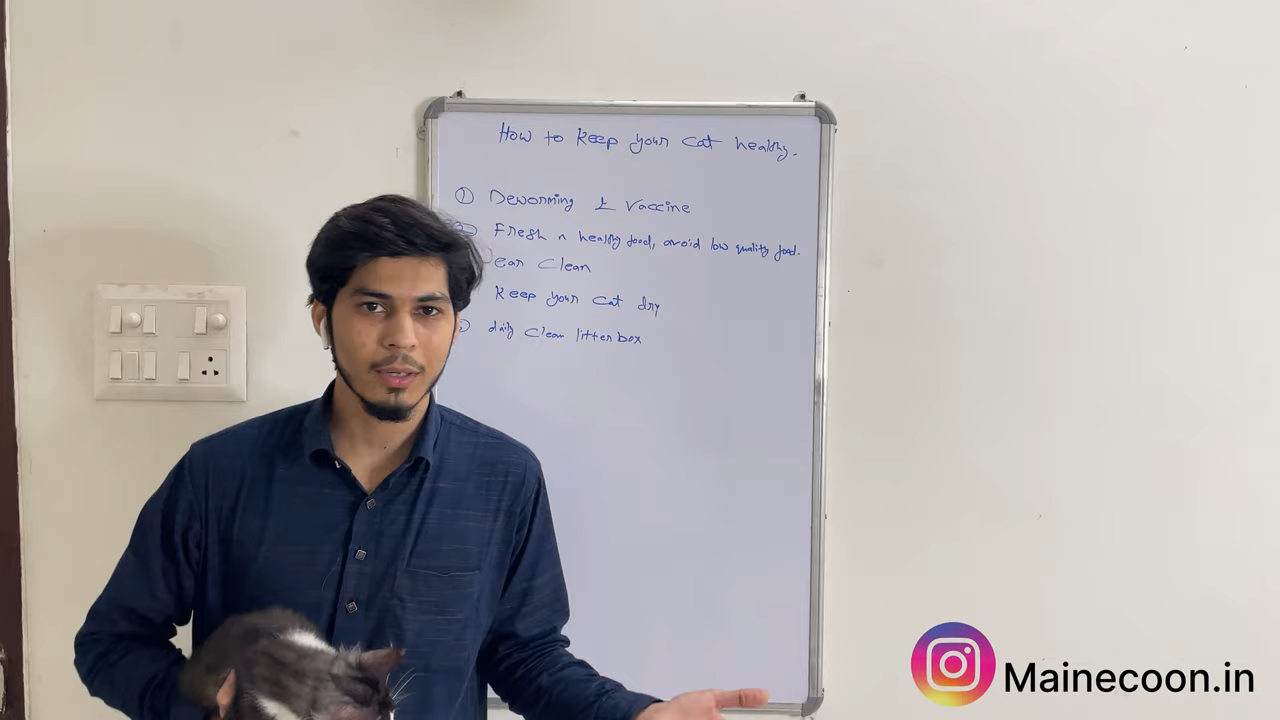 How to keep your cat healthy.
① Deworming & Vaccine
② Fresh n healthy food, avoid low quality food.
ear clean
keep your cat dry
daily clean litter box
Mainecoon.in